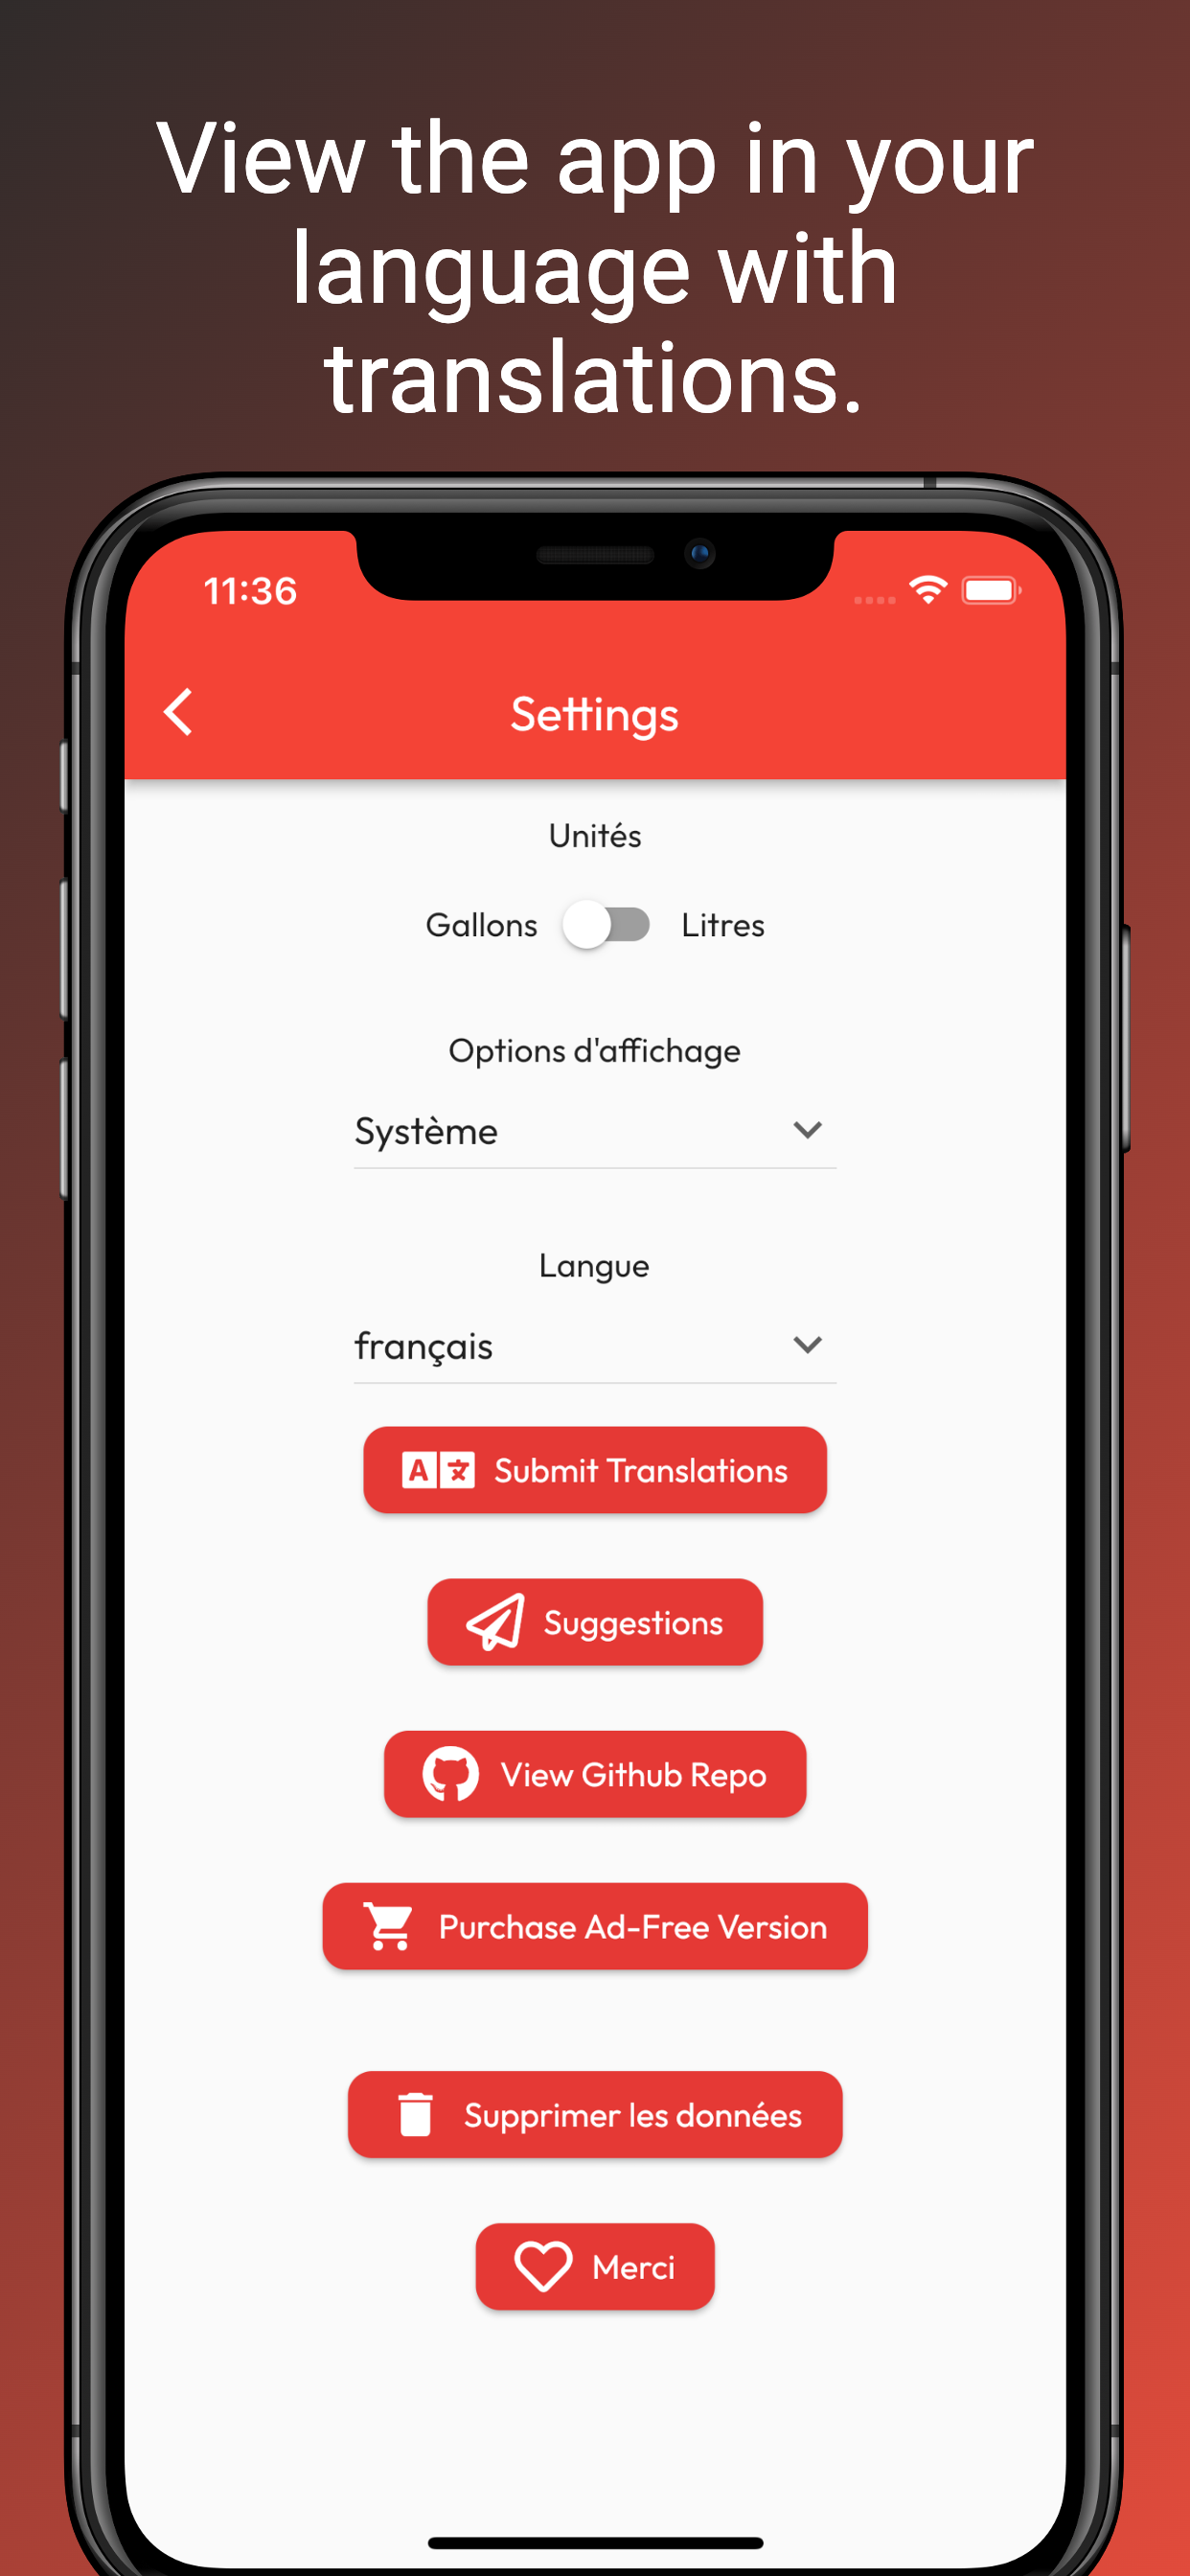 View the app in your
language with
translations.
11:36
Settings
Unités
Gallons Litres
Options d'affichage
Système
Langue
français
A 文 Submit Translations
Suggestions
View Github Repo
Purchase Ad-Free Version
Supprimer les données
Merci